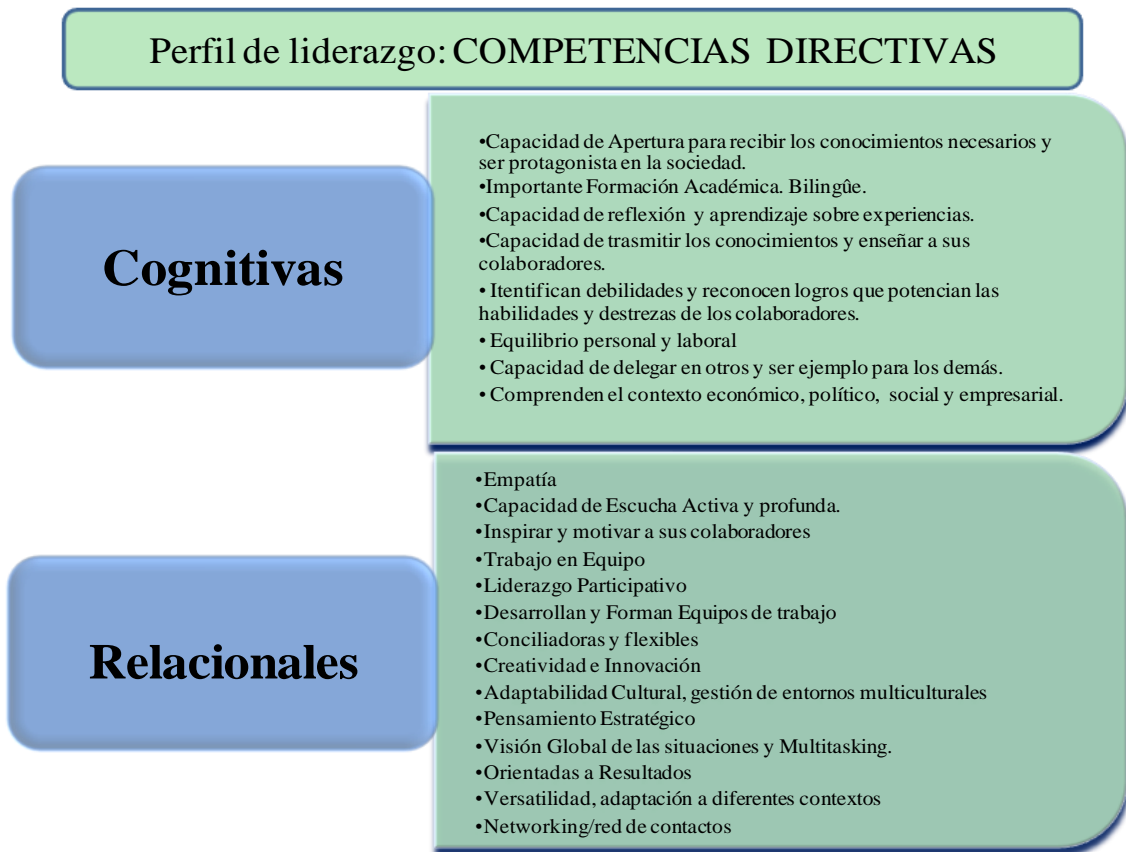 Perfil de liderazgo: COMPETENCIAS DIRECTIVAS
Cognitivas
•Capacidad de Apertura para recibir los conocimientos necesarios y
ser protagonista en la sociedad.
•Importante Formación Académica. Bilingûe.
•Capacidad de reflexión y aprendizaje sobre experiencias.
•Capacidad de trasmitir los conocimientos y enseñar a sus
colaboradores.
• Itentifican debilidades y reconocen logros que potencian las
habilidades y destrezas de los colaboradores.
• Equilibrio personal y laboral
• Capacidad de delegar en otros y ser ejemplo para los demás.
• Comprenden el contexto económico, político, social y empresarial.
Relacionales
•Empatía
•Capacidad de Escucha Activa y profunda.
•Inspirar y motivar a sus colaboradores
•Trabajo en Equipo
•Liderazgo Participativo
•Desarrollan y Forman Equipos de trabajo
•Conciliadoras y flexibles
•Creatividad e Innovación
•Adaptabilidad Cultural, gestión de entornos multiculturales
•Pensamiento Estratégico
•Visión Global de las situaciones y Multitasking.
•Orientadas a Resultados
•Versatilidad, adaptación a diferentes contextos
•Networking/red de contactos